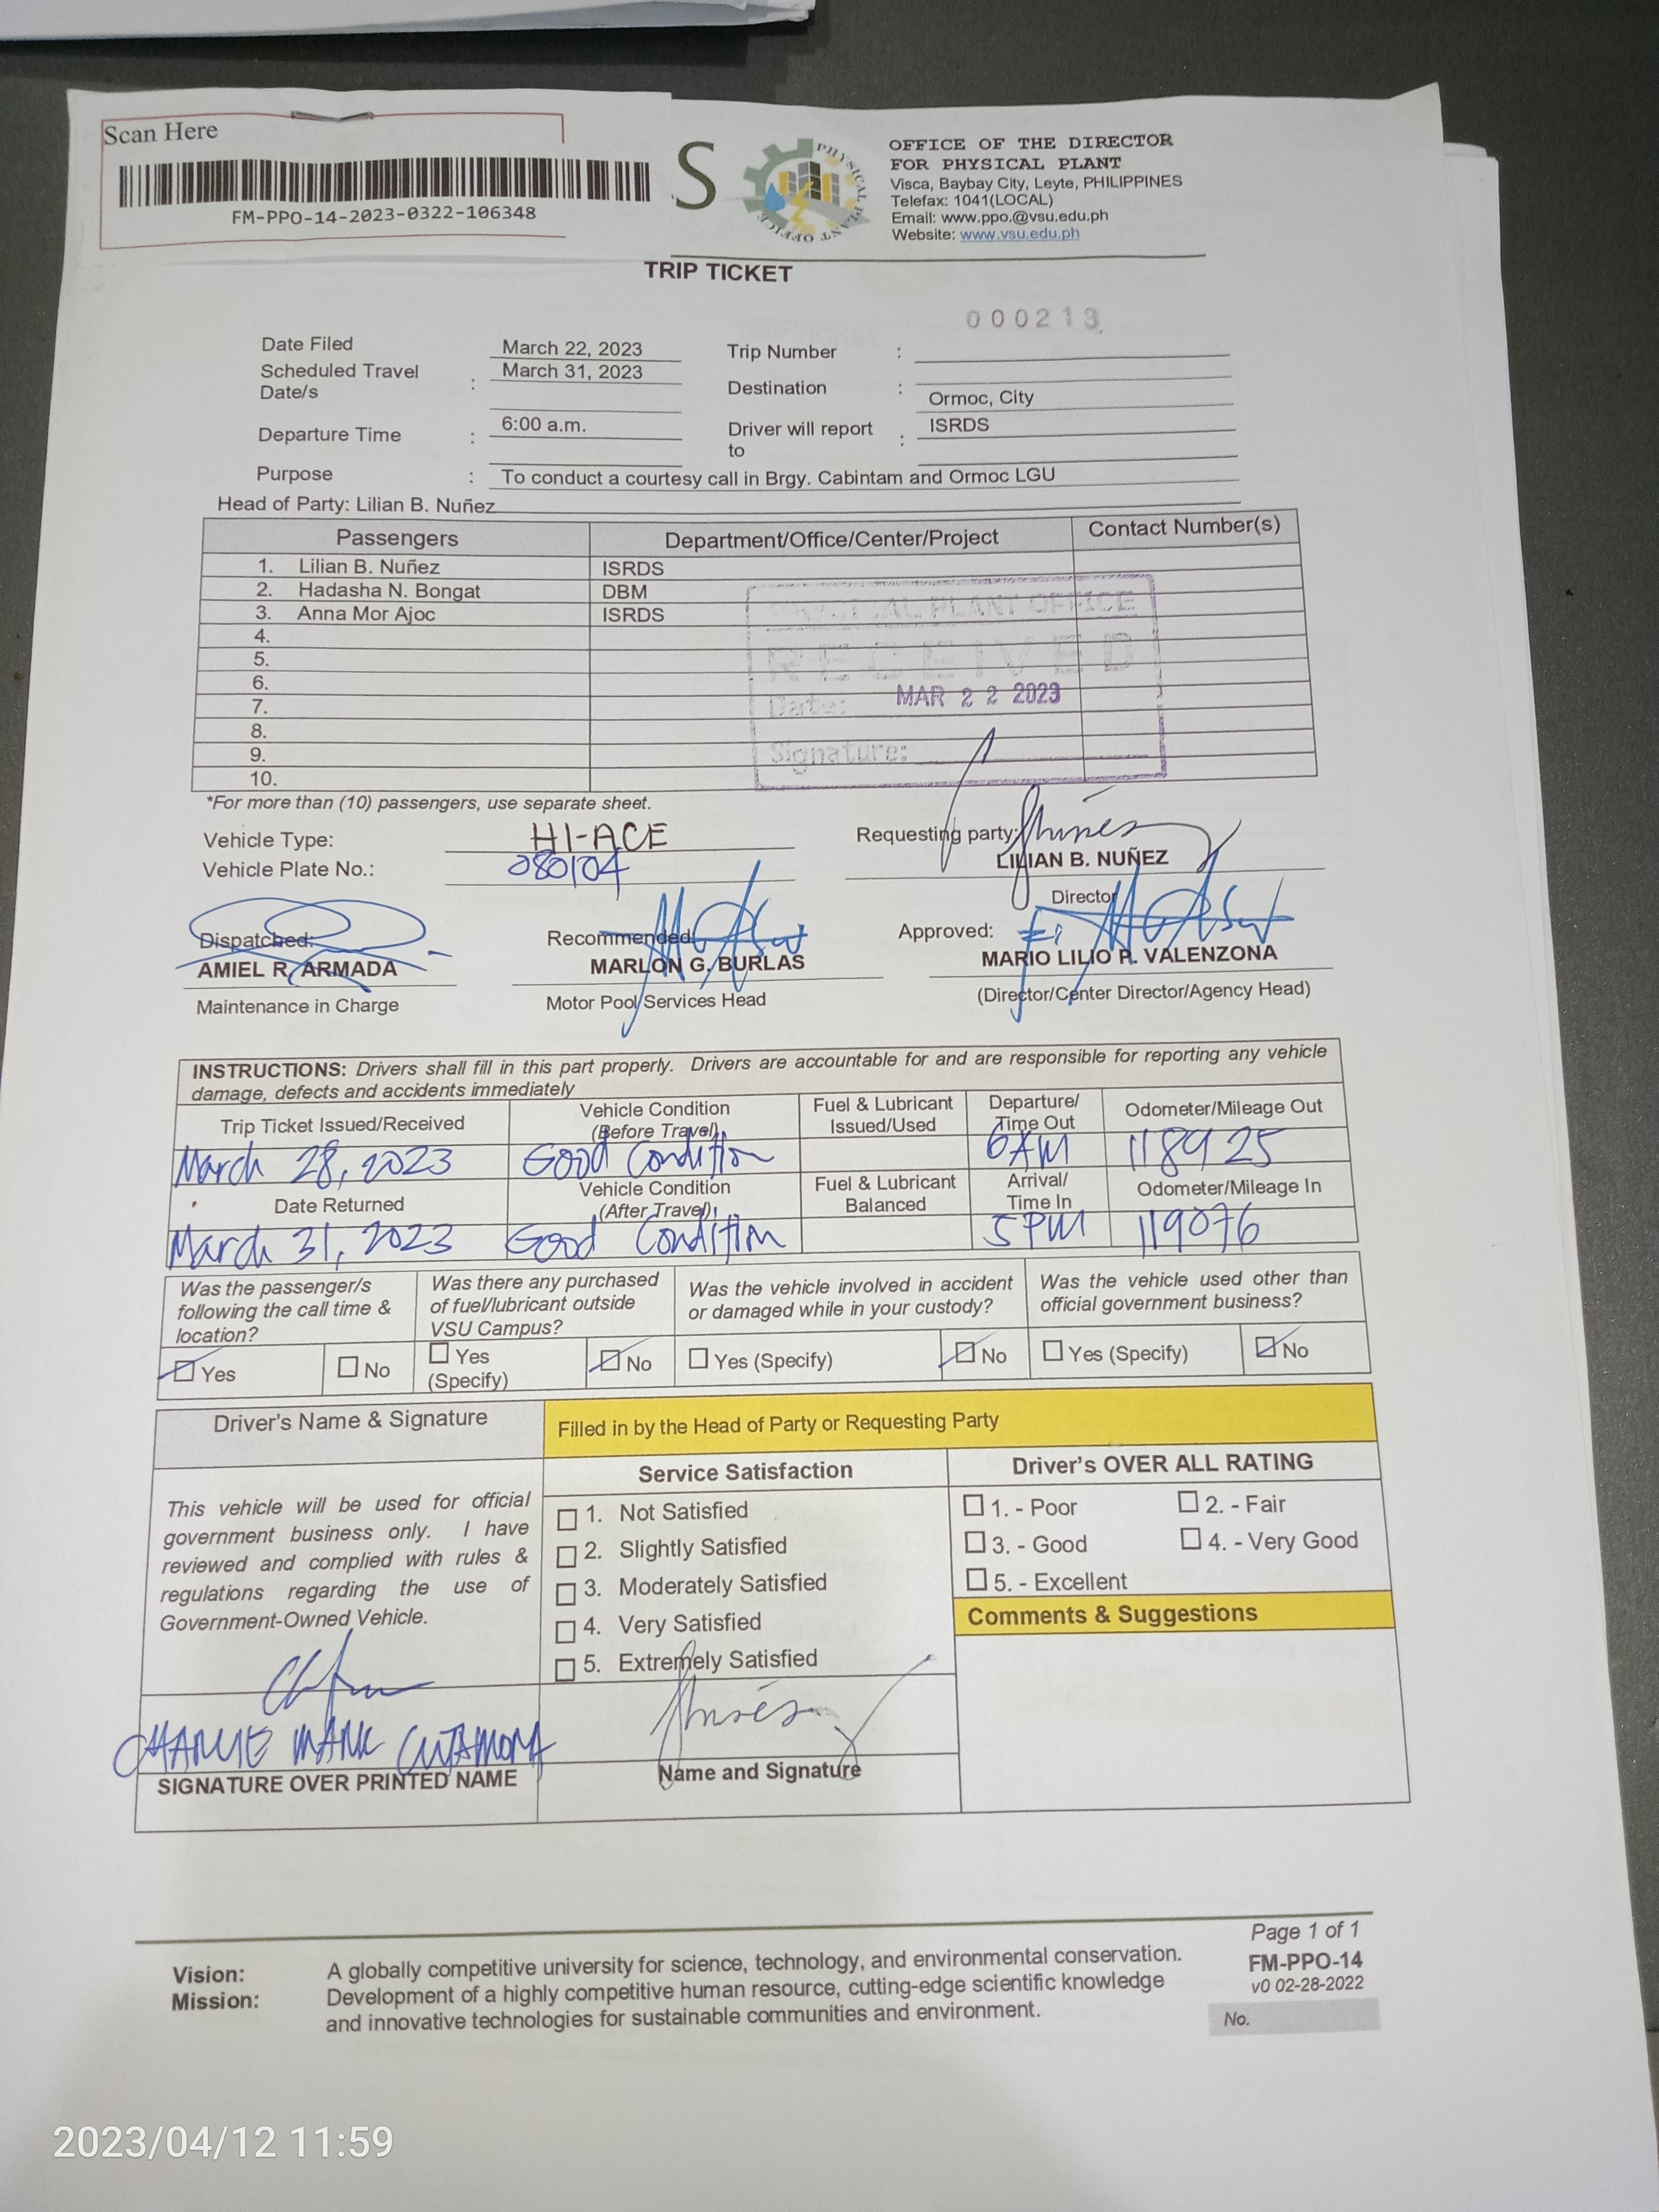 Scan Here
FM-PPO-14-2023-0322-106348
S
PHYSICAL PLANT OFFICE
OFFICE OF THE DIRECTOR
FOR PHYSICAL PLANT
Visca, Baybay City, Leyte, PHILIPPINES
Telefax: 1041(LOCAL)
Email: www.ppo.@vsu.edu.ph
Website: www.vsu.edu.ph
TRIP TICKET
000213
Date Filed March 22, 2023 Trip Number :
Scheduled Travel Date/s : March 31, 2023 Destination : Ormoc, City
Departure Time : 6:00 a.m. Driver will report to : ISRDS
Purpose : To conduct a courtesy call in Brgy. Cabintam and Ormoc LGU
Head of Party: Lilian B. Nuñez
Passengers Department/Office/Center/Project Contact Number(s)
1. Lilian B. Nuñez ISRDS
2. Hadasha N. Bongat DBM
3. Anna Mor Ajoc ISRDS
4.
5.
6.
7.
8.
9.
10.
PHYSICAL PLANT OFFICE
RECEIVED
Date: MAR 22 2023
Signature:
*For more than (10) passengers, use separate sheet.
Vehicle Type: HI-ACE
Vehicle Plate No.: 080104
Requesting party:
LILIAN B. NUÑEZ
Director
Dispatched:
AMIEL R. ARMADA
Maintenance in Charge
Recommended:
MARLON G. BURLAS
Motor Pool Services Head
Approved:
MARIO LILIO P. VALENZONA
(Director/Center Director/Agency Head)
INSTRUCTIONS: Drivers shall fill in this part properly. Drivers are accountable for and are responsible for reporting any vehicle
damage, defects and accidents immediately
Trip Ticket Issued/Received Vehicle Condition (Before Travel) Fuel & Lubricant Issued/Used Departure/ Time Out Odometer/Mileage Out
March 28, 2023 Good Condition 6AM 118925
Date Returned Vehicle Condition (After Travel) Fuel & Lubricant Balanced Arrival/ Time In Odometer/Mileage In
March 31, 2023 Good Condition 5PM 119076
Was the passenger/s following the call time & location?
Was there any purchased of fuel/lubricant outside VSU Campus?
Was the vehicle involved in accident or damaged while in your custody?
Was the vehicle used other than official government business?
Yes No Yes (Specify) No Yes (Specify) No Yes (Specify) No
Driver's Name & Signature
Filled in by the Head of Party or Requesting Party
This vehicle will be used for official
government business only. I have
reviewed and complied with rules &
regulations regarding the use of
Government-Owned Vehicle.
Service Satisfaction
1. Not Satisfied
2. Slightly Satisfied
3. Moderately Satisfied
4. Very Satisfied
5. Extremely Satisfied
Driver's OVER ALL RATING
1. - Poor 2. - Fair
3. - Good 4. - Very Good
5. - Excellent
Comments & Suggestions
CHARLIE MARK
SIGNATURE OVER PRINTED NAME
Name and Signature
Page 1 of 1
FM-PPO-14
v0 02-28-2022
No.
Vision: A globally competitive university for science, technology, and environmental conservation.
Mission: Development of a highly competitive human resource, cutting-edge scientific knowledge
and innovative technologies for sustainable communities and environment.
2023/04/12 11:59